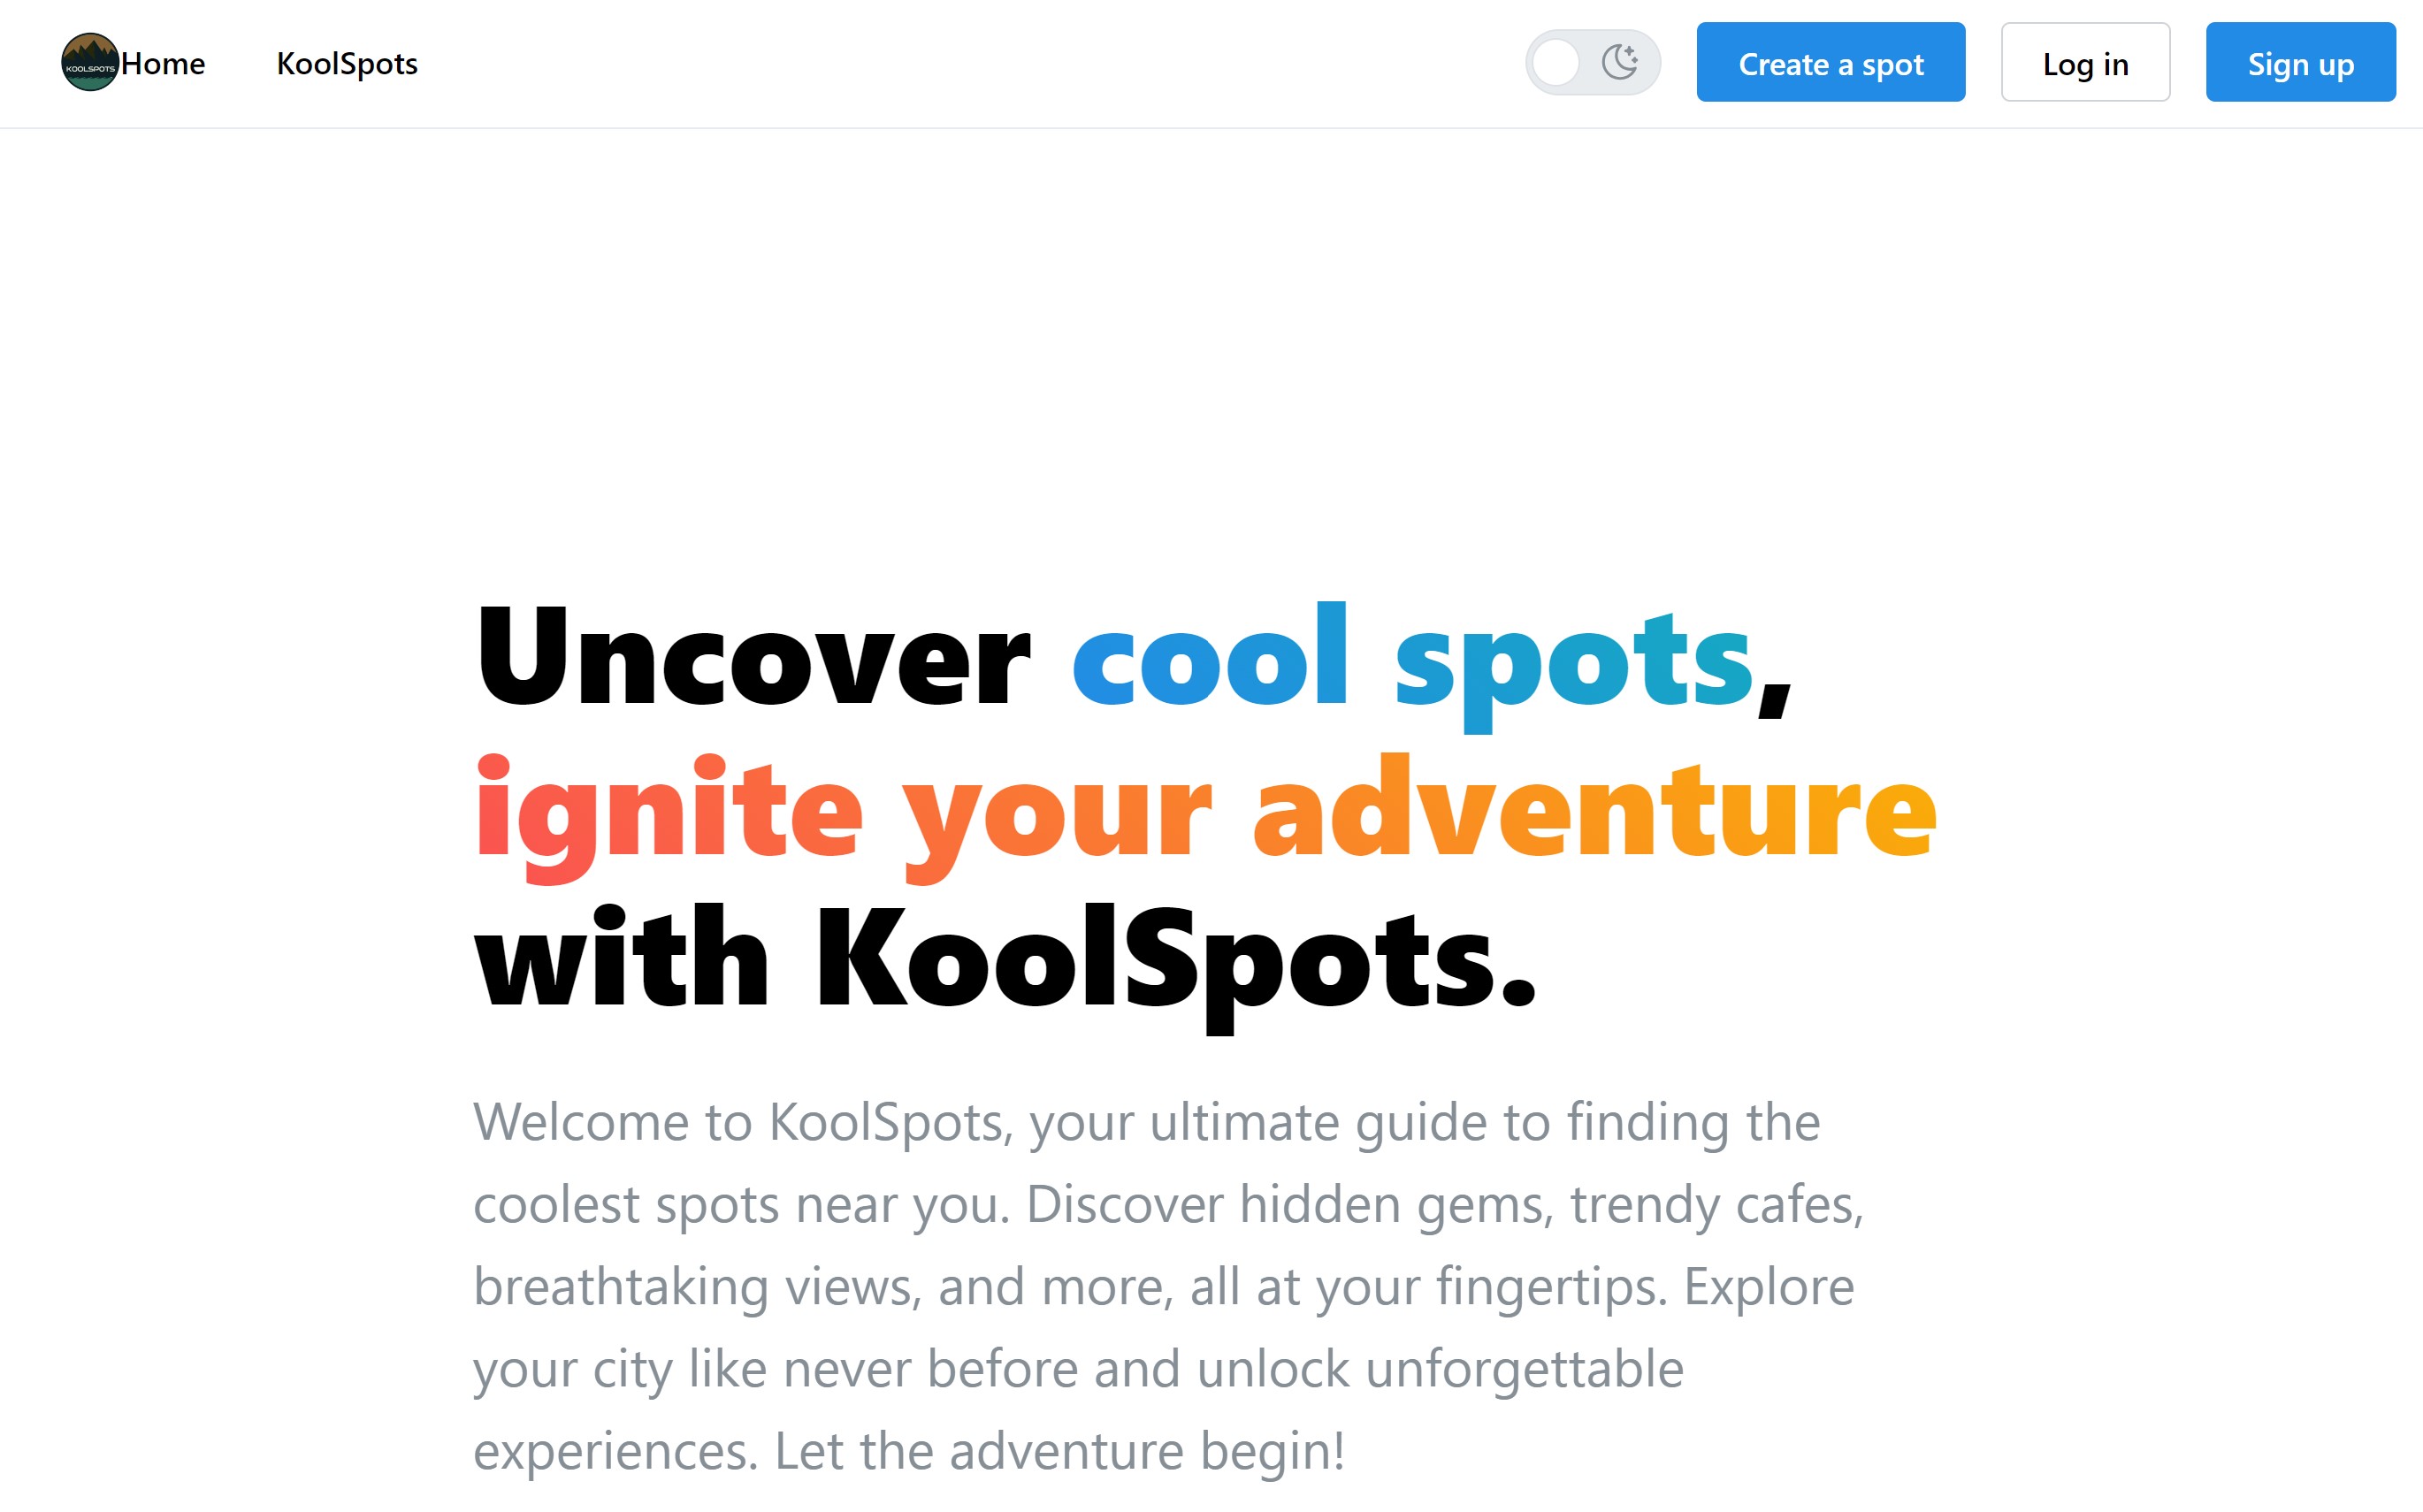 KOOLSPOTS
Home
KoolSpots
Create a spot
Log in
Sign up
Uncover cool spots,
ignite your adventure
with KoolSpots.
Welcome to KoolSpots, your ultimate guide to finding the
coolest spots near you. Discover hidden gems, trendy cafes,
breathtaking views, and more, all at your fingertips. Explore
your city like never before and unlock unforgettable
experiences. Let the adventure begin!